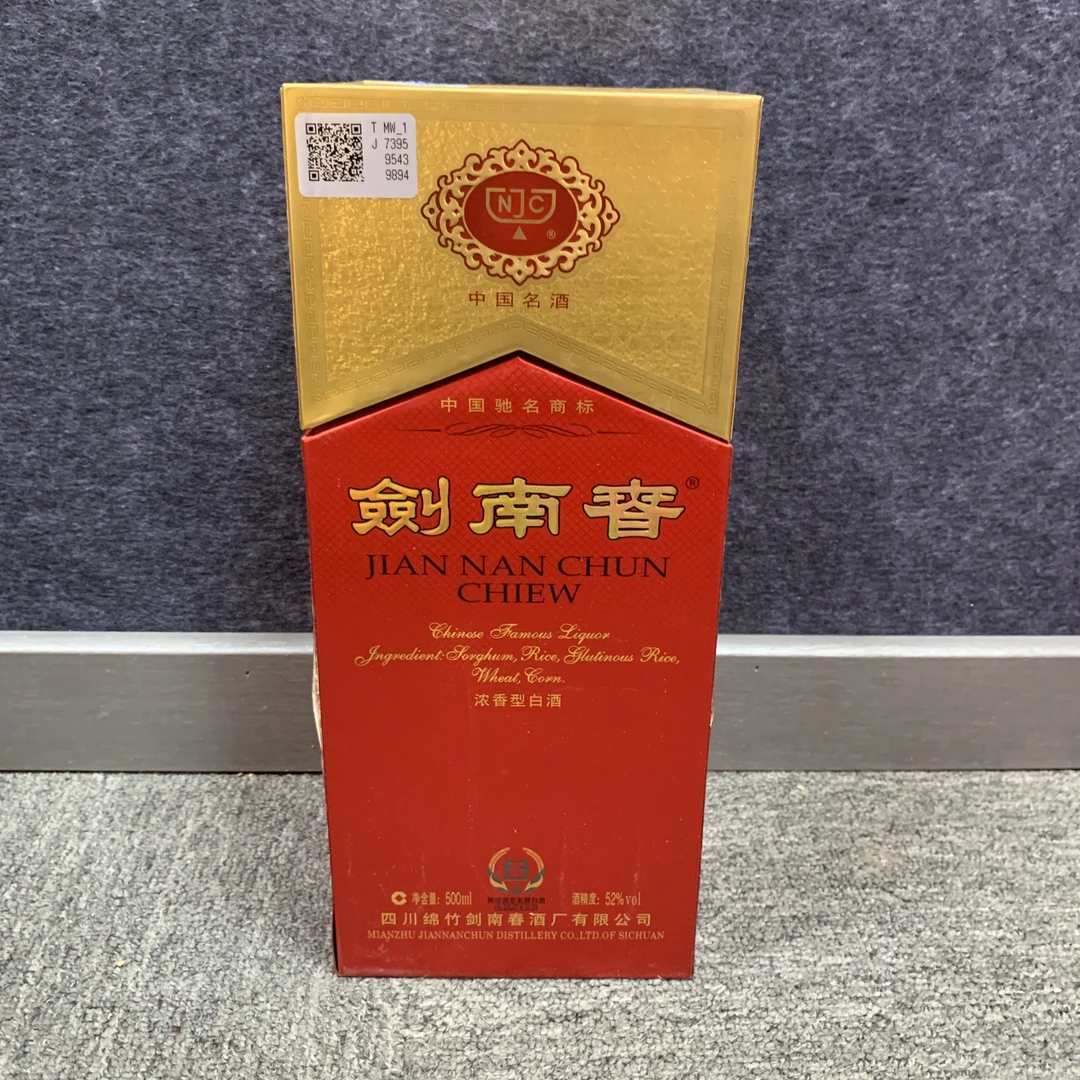 T MW_1
J 7395
9543
9894
NJC
®
中国名酒
中国驰名商标
劍南春®
JIAN NAN CHUN
CHIEW
Chinese Famous Liquor
Ingredient: Sorghum, Rice, Glutinous Rice,
Wheat, Corn.
浓香型白酒
净含量: 500ml
酒精度: 52%vol
四川绵竹剑南春酒厂有限公司
MIANZHU JIANNANCHUN DISTILLERY CO.,LTD.OF SICHUAN